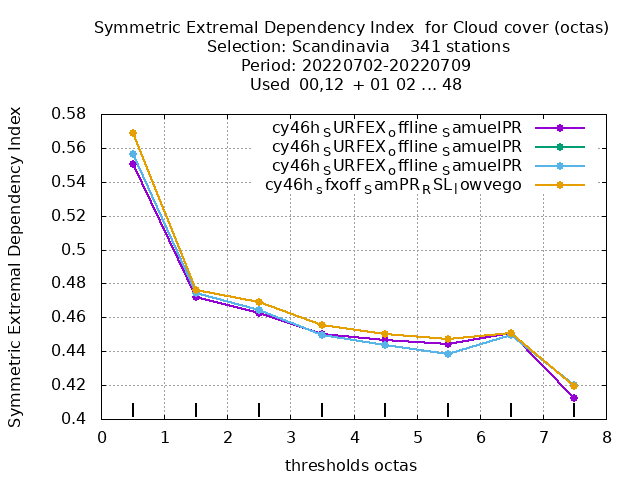 Symmetric Extremal Dependency Index  for Cloud cover (octas)
Selection: Scandinavia    341 stations
Period: 20220702-20220709
Used  00,12  + 01 02 ... 48
Symmetric Extremal Dependency Index
0.58
0.56
0.54
0.52
0.5
0.48
0.46
0.44
0.42
0.4
cy46h_SURFEX_offline_SamuelPR
cy46h_SURFEX_offline_SamuelPR
cy46h_SURFEX_offline_SamuelPR
cy46h_sfxoff_SamPR_RSL_lowvego
0 1 2 3 4 5 6 7 8
thresholds octas